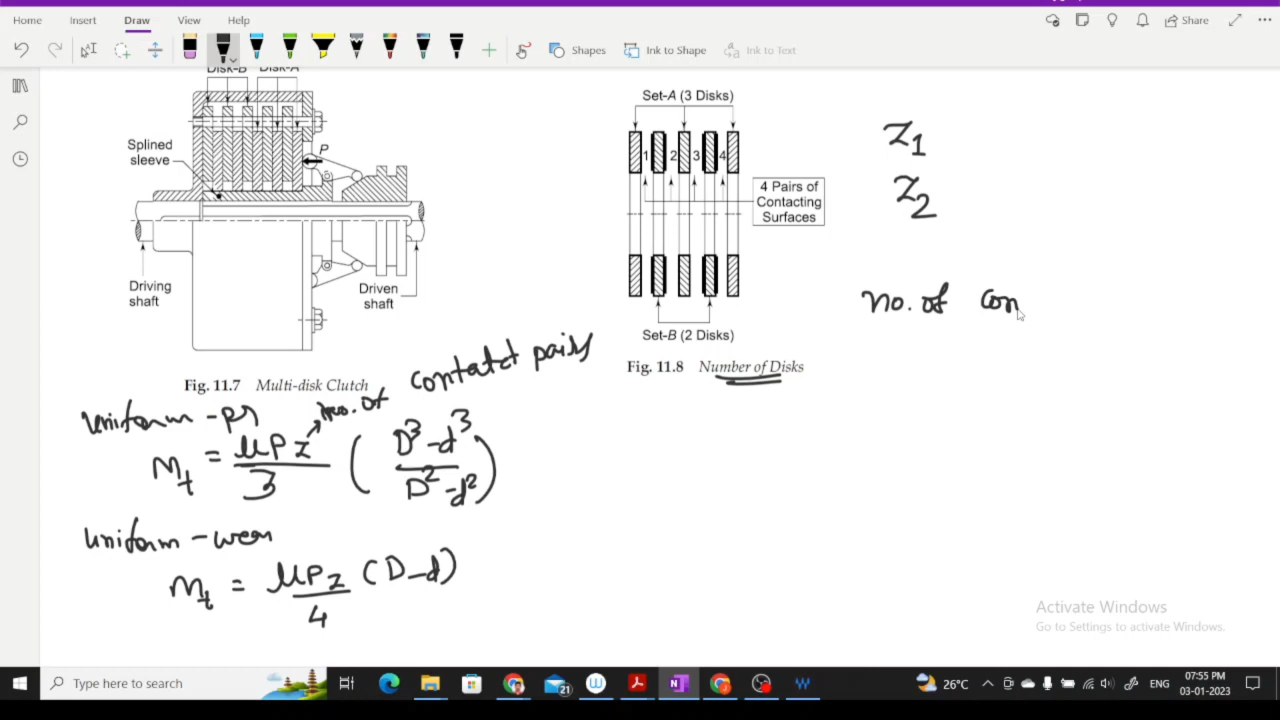 Home Insert Draw View Help
Share
Shapes Ink to Shape Ink to Text
Disk-B Disk-A
Splined
sleeve
P
Driving
shaft
Driven
shaft
Fig. 11.7 Multi-disk Clutch
Set-A (3 Disks)
1 2 3 4
4 Pairs of
Contacting
Surfaces
Set-B (2 Disks)
Fig. 11.8 Number of Disks
z1
z2
no. of con
no. of contatct pairs
uniform - pr
Mt = μPz/3 (D³-d³/D²-d²)
uniform - wear
Mt = μPz/4 (D-d)
Activate Windows
Go to Settings to activate Windows.
Type here to search
21
26°C
ENG
07:55 PM
03-01-2023